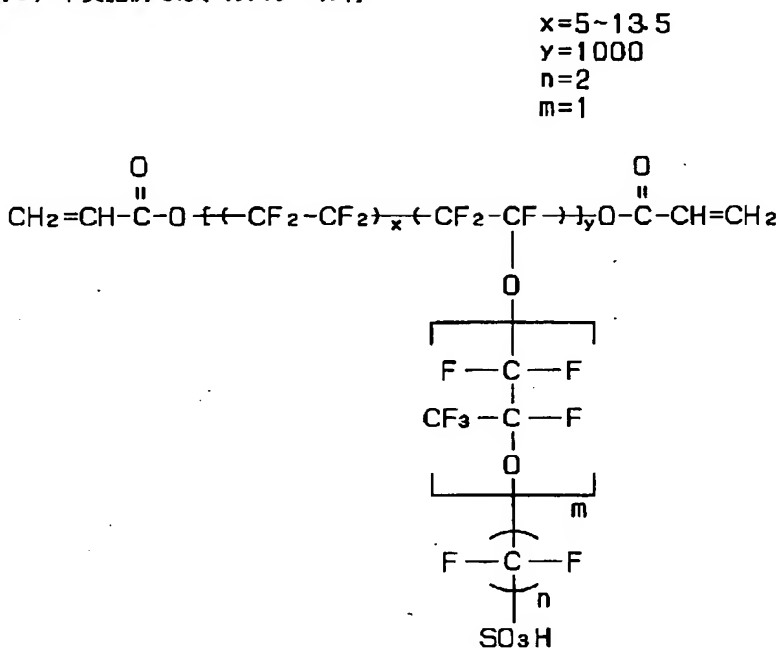 x=5~13.5
y=1000
n=2
m=1
O O
CH₂=CH-C-O-[(-CF₂-CF₂)x(-CF₂-CF-)]yO-C-CH=CH₂
O
F-C-F
CF₃-C-F
O
m
F-C-F
n
SO₃H